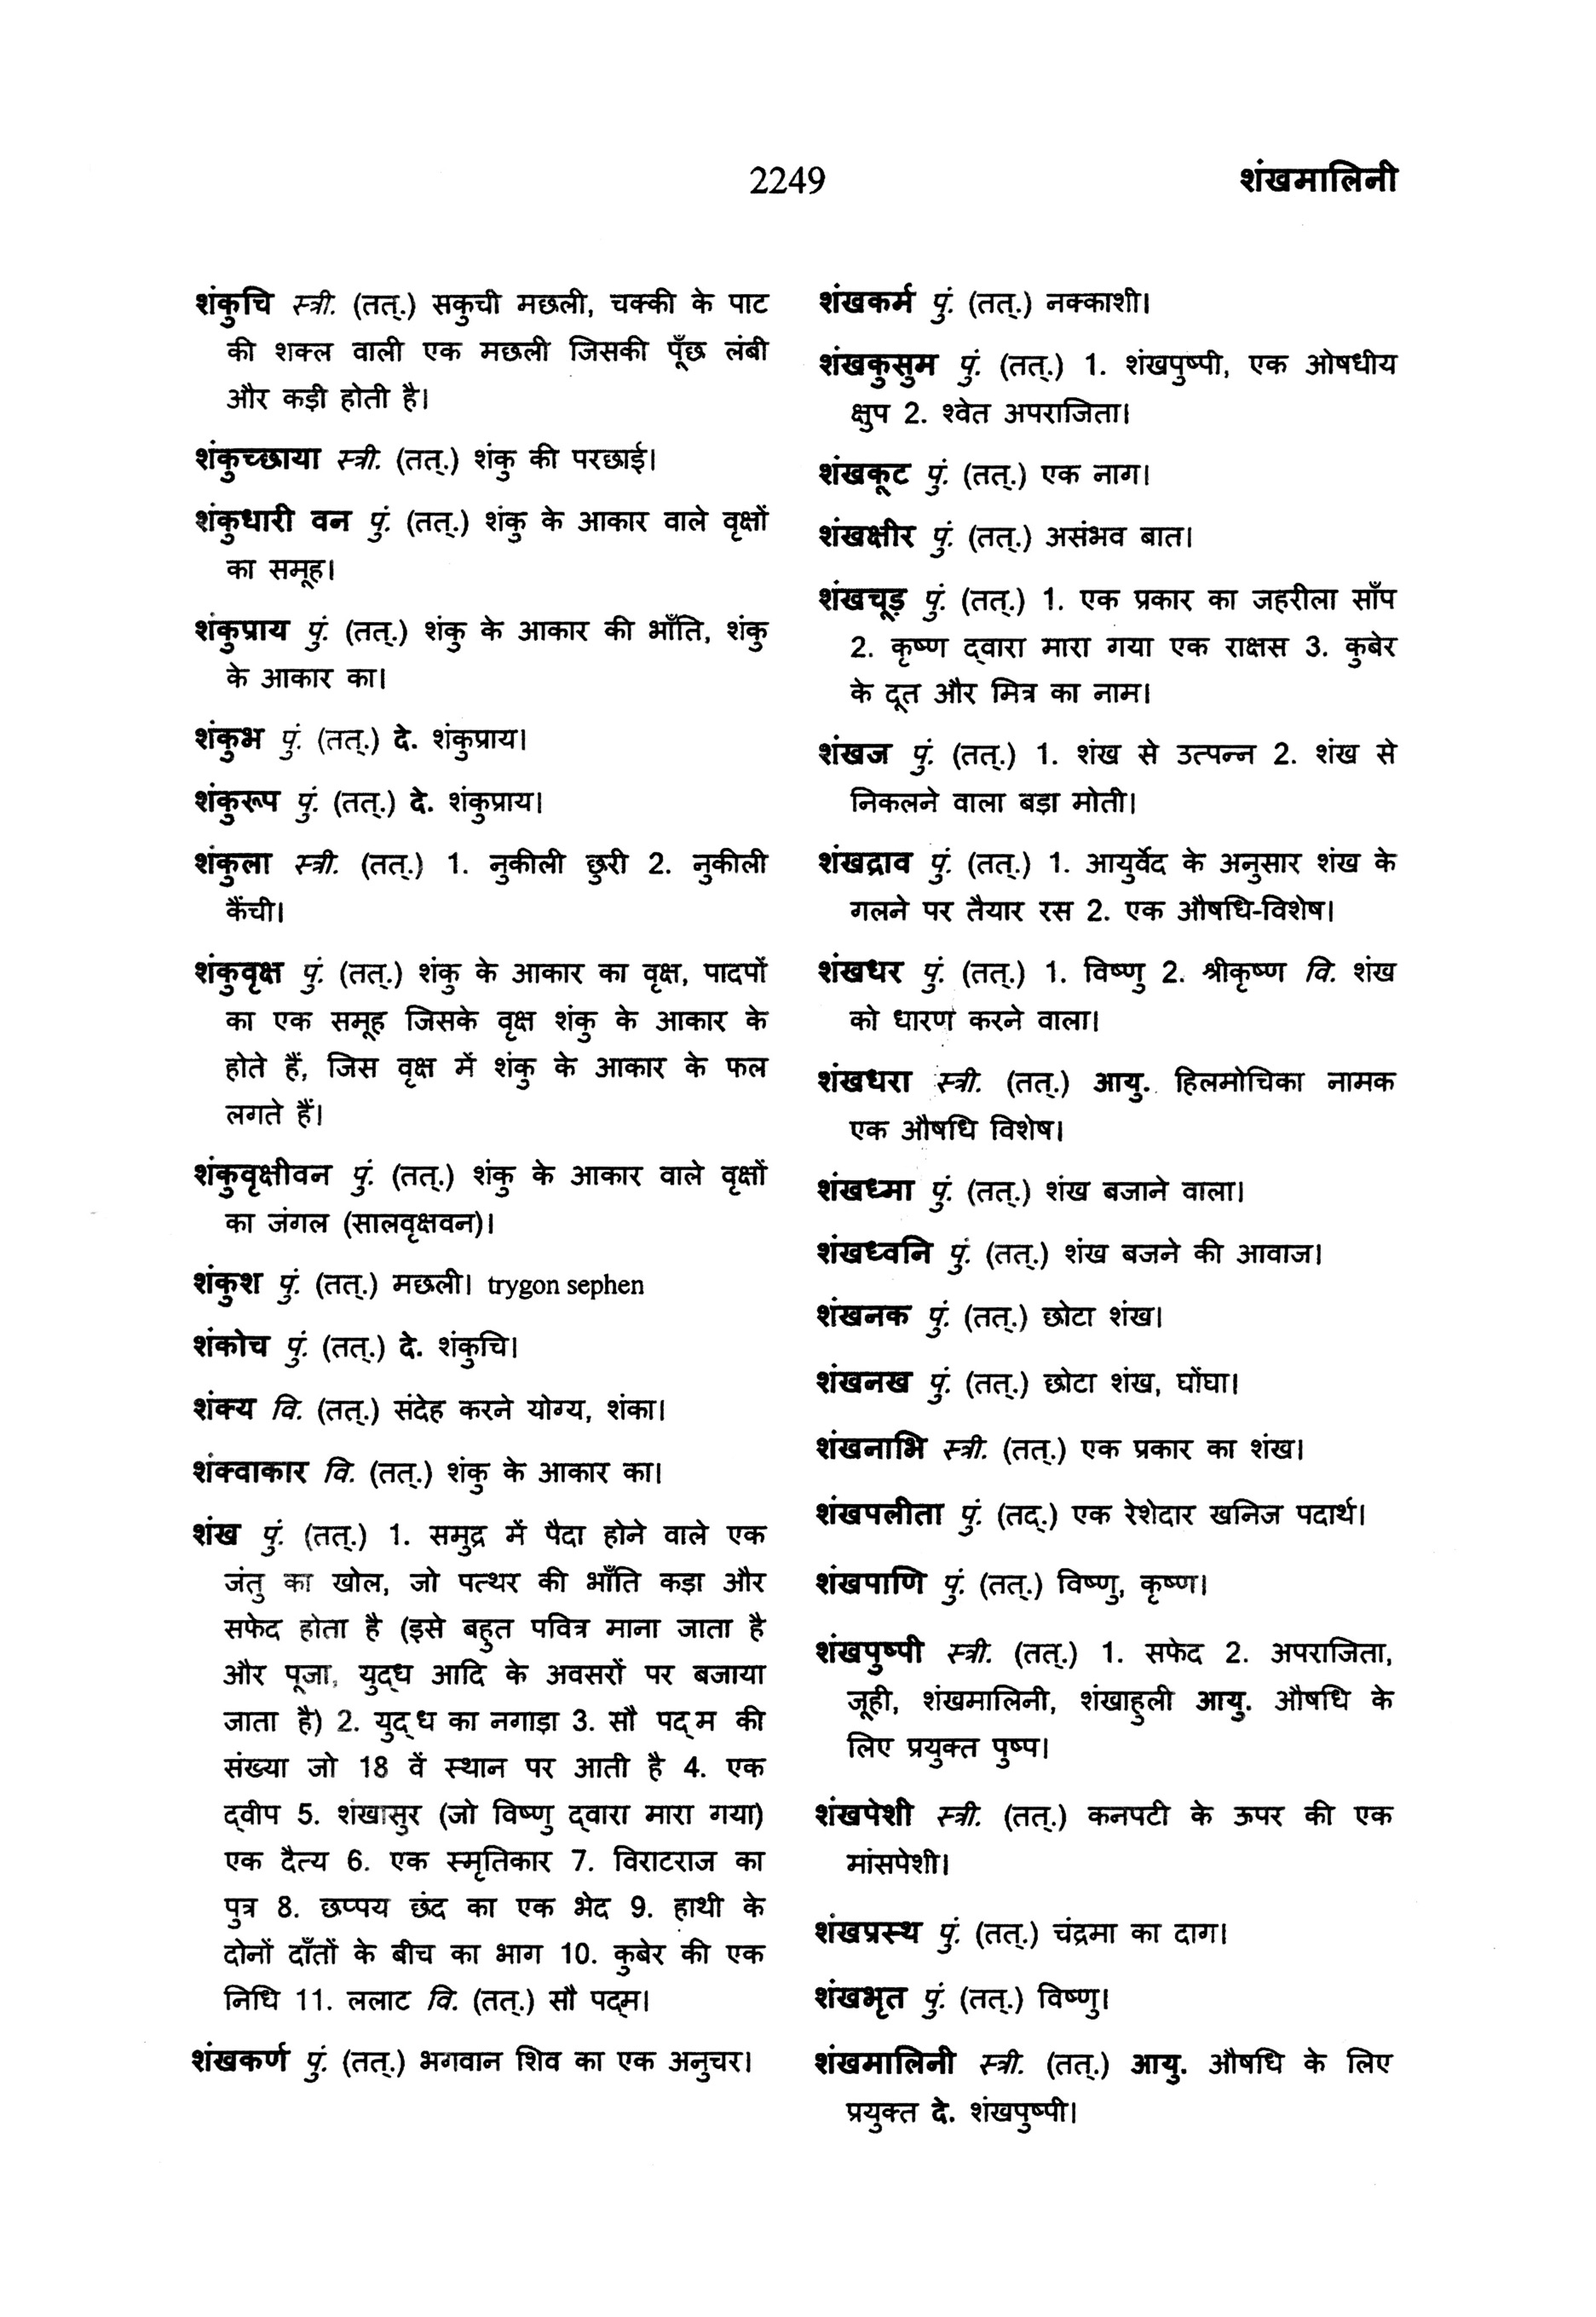 2249
शंखमालिनी
शंकुचि स्त्री. (तत्.) सकुची मछली, चक्की के पाट
की शक्ल वाली एक मछली जिसकी पूँछ लंबी
और कड़ी होती है।
शंकुच्छाया स्त्री. (तत्.) शंकु की परछाई।
शंकुधारी वन पुं. (तत्.) शंकु के आकार वाले वृक्षों
का समूह।
शंकुप्राय पुं. (तत्.) शंकु के आकार की भाँति, शंकु
के आकार का।
शंकुभ पुं. (तत्.) दे. शंकुप्राय।
शंकुरूप पुं. (तत्.) दे. शंकुप्राय।
शंकुला स्त्री. (तत्.) 1. नुकीली छुरी 2. नुकीली
कैंची।
शंकुवृक्ष पुं. (तत्.) शंकु के आकार का वृक्ष, पादपों
का एक समूह जिसके वृक्ष शंकु के आकार के
होते हैं, जिस वृक्ष में शंकु के आकार के फल
लगते हैं।
शंकुवृक्षीवन पुं. (तत्.) शंकु के आकार वाले वृक्षों
का जंगल (सालवृक्षवन)।
शंकुश पुं. (तत्.) मछली। trygon sephen
शंकोच पुं. (तत्.) दे. शंकुचि।
शंक्य वि. (तत्.) संदेह करने योग्य, शंका।
शंक्वाकार वि. (तत्.) शंकु के आकार का।
शंख पुं. (तत्.) 1. समुद्र में पैदा होने वाले एक
जंतु का खोल, जो पत्थर की भाँति कड़ा और
सफेद होता है (इसे बहुत पवित्र माना जाता है
और पूजा, युद्ध आदि के अवसरों पर बजाया
जाता है) 2. युद्ध का नगाड़ा 3. सौ पद्म की
संख्या जो 18 वें स्थान पर आती है 4. एक
द्वीप 5. शंखासुर (जो विष्णु द्वारा मारा गया)
एक दैत्य 6. एक स्मृतिकार 7. विराटराज का
पुत्र 8. छप्पय छंद का एक भेद 9. हाथी के
दोनों दाँतों के बीच का भाग 10. कुबेर की एक
निधि 11. ललाट वि. (तत्.) सौ पद्म।
शंखकर्ण पुं. (तत्.) भगवान शिव का एक अनुचर।
शंखकर्म पुं. (तत्.) नक्काशी।
शंखकुसुम पुं. (तत्.) 1. शंखपुष्पी, एक ओषधीय
क्षुप 2. श्वेत अपराजिता।
शंखकूट पुं. (तत्.) एक नाग।
शंखक्षीर पुं. (तत्.) असंभव बात।
शंखचूड़ पुं. (तत्.) 1. एक प्रकार का जहरीला साँप
2. कृष्ण द्वारा मारा गया एक राक्षस 3. कुबेर
के दूत और मित्र का नाम।
शंखज पुं. (तत्.) 1. शंख से उत्पन्न 2. शंख से
निकलने वाला बड़ा मोती।
शंखद्राव पुं. (तत्.) 1. आयुर्वेद के अनुसार शंख के
गलने पर तैयार रस 2. एक औषधि-विशेष।
शंखधर पुं. (तत्.) 1. विष्णु 2. श्रीकृष्ण वि. शंख
को धारण करने वाला।
शंखधरा स्त्री. (तत्.) आयु. हिलमोचिका नामक
एक औषधि विशेष।
शंखध्मा पुं. (तत्.) शंख बजाने वाला।
शंखध्वनि पुं. (तत्.) शंख बजने की आवाज।
शंखनक पुं. (तत्.) छोटा शंख।
शंखनख पुं. (तत्.) छोटा शंख, घोंघा।
शंखनाभि स्त्री. (तत्.) एक प्रकार का शंख।
शंखपलीता पुं. (तद्.) एक रेशेदार खनिज पदार्थ।
शंखपाणि पुं. (तत्.) विष्णु, कृष्ण।
शंखपुष्पी स्त्री. (तत्.) 1. सफेद 2. अपराजिता,
जूही, शंखमालिनी, शंखाहुली आयु. औषधि के
लिए प्रयुक्त पुष्प।
शंखपेशी स्त्री. (तत्.) कनपटी के ऊपर की एक
मांसपेशी।
शंखप्रस्थ पुं. (तत्.) चंद्रमा का दाग।
शंखभृत पुं. (तत्.) विष्णु।
शंखमालिनी स्त्री. (तत्.) आयु. औषधि के लिए
प्रयुक्त दे. शंखपुष्पी।